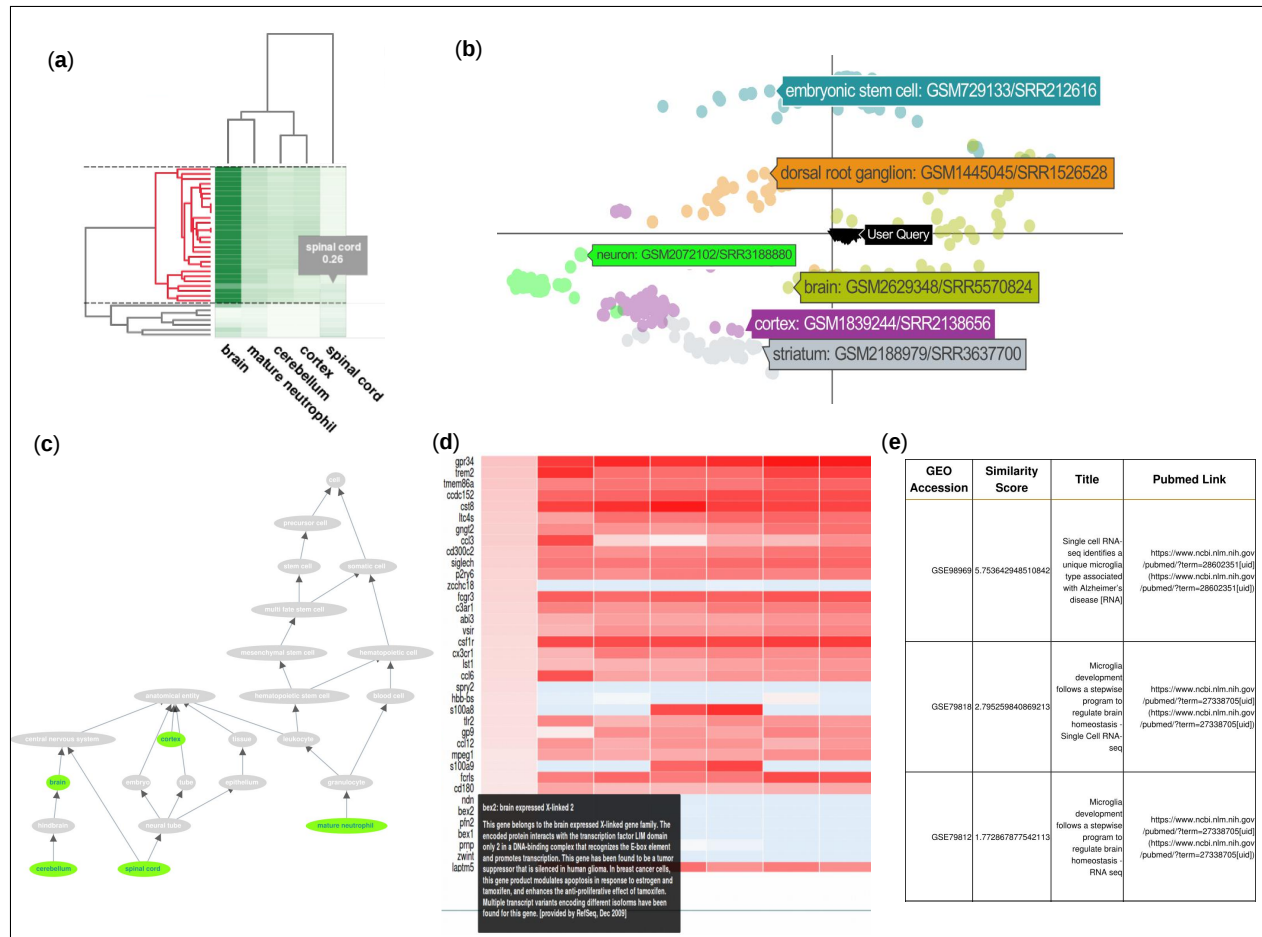 (a)
spinal cord
0.26
brain
mature neutrophil
cerebellum
cortex
spinal cord
(b)
embryonic stem cell: GSM729133/SRR212616
dorsal root ganglion: GSM1445045/SRR1526528
User Query
neuron: GSM2072102/SRR3188880
brain: GSM2629348/SRR5570824
cortex: GSM1839244/SRR2138656
striatum: GSM2188979/SRR3637700
(c)
cell
precursor cell
stem cell
somatic cell
multi fate stem cell
mesenchymal stem cell
hematopoietic cell
anatomical entity
hematopoietic stem cell
blood cell
central nervous system
cortex
tissue
leukocyte
brain
embryo
tube
epithelium
granulocyte
hindbrain
neural tube
mature neutrophil
cerebellum
spinal cord
(d)
gpr34
trem2
tmem86a
ccdc152
cst8
ltc4s
gngt2
ccl3
cd300c2
siglech
p2ry6
zcchc18
fcgr3
c3ar1
abi3
vsir
csf1r
cx3cr1
lst1
ccl6
spry2
hbb-bs
s100a8
tlr2
gp9
ccl12
mpeg1
s100a9
fcrls
cd180
ndn
bex2
pfn2
bex1
prnp
zwint
laptm5
bex2: brain expressed X-linked 2
This gene belongs to the brain expressed X-linked gene family. The
encoded protein interacts with the transcription factor LIM domain
only 2 in a DNA-binding complex that recognizes the E-box element
and promotes transcription. This gene has been found to be a tumor
suppressor that is silenced in human glioma. In breast cancer cells,
this gene product modulates apoptosis in response to estrogen and
tamoxifen, and enhances the anti-proliferative effect of tamoxifen.
Multiple transcript variants encoding different isoforms have been
found for this gene. [provided by RefSeq, Dec 2009]
(e)
GEO
Accession
Similarity
Score
Title
Pubmed Link
GSE98969
5.753642948510842
Single cell RNA-
seq identifies a
unique microglia
type associated
with Alzheimer's
disease [RNA]
https://www.ncbi.nlm.nih.gov
/pubmed/?term=28602351[uid]
(https://www.ncbi.nlm.nih.gov
/pubmed/?term=28602351[uid])
GSE79818
2.795259840869213
Microglia
development
follows a stepwise
program to
regulate brain
homeostasis -
Single Cell RNA-
seq
https://www.ncbi.nlm.nih.gov
/pubmed/?term=27338705[uid]
(https://www.ncbi.nlm.nih.gov
/pubmed/?term=27338705[uid])
GSE79812
1.772867877542113
Microglia
development
follows a stepwise
program to
regulate brain
homeostasis -
RNA seq
https://www.ncbi.nlm.nih.gov
/pubmed/?term=27338705[uid]
(https://www.ncbi.nlm.nih.gov
/pubmed/?term=27338705[uid])